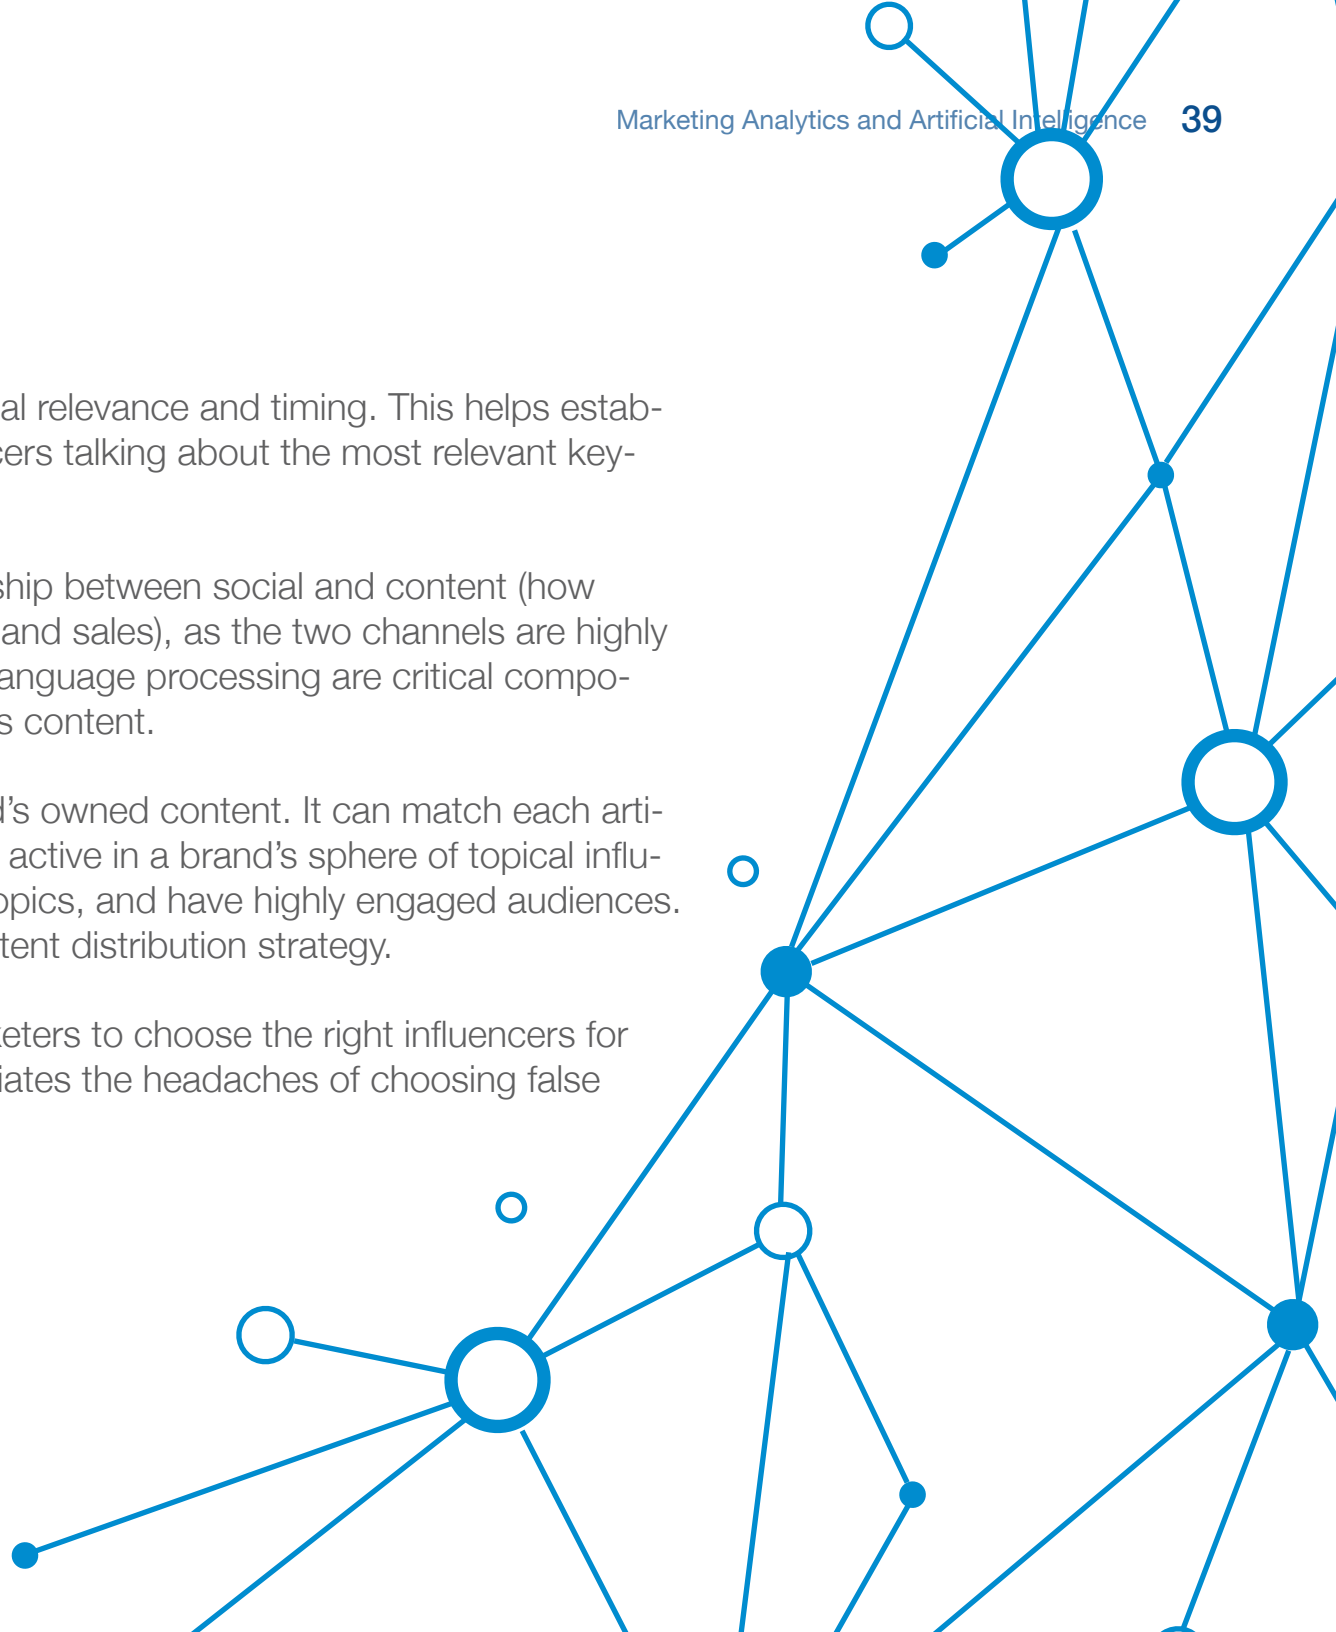 Marketing Analytics and Artificial Intelligence 39
al relevance and timing. This helps estab-
cers talking about the most relevant key-
ship between social and content (how
and sales), as the two channels are highly
anguage processing are critical compo-
s content.
d’s owned content. It can match each arti-
active in a brand’s sphere of topical influ-
opics, and have highly engaged audiences.
tent distribution strategy.
keters to choose the right influencers for
iates the headaches of choosing false